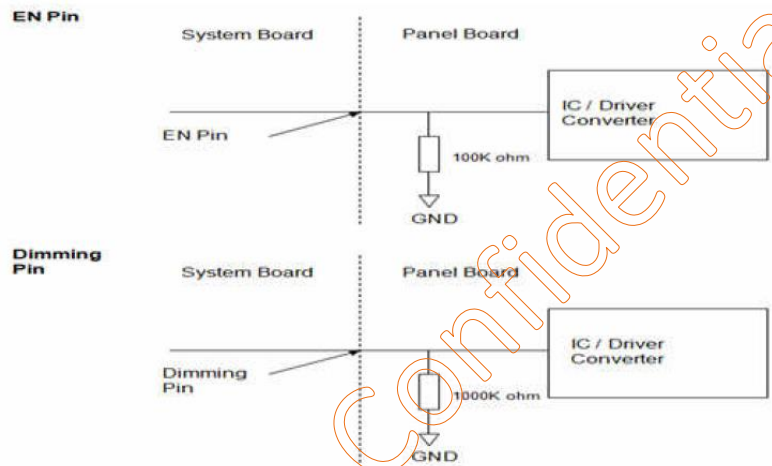 EN Pin
System Board
Panel Board
IC / Driver
Converter
EN Pin
100K ohm
GND
Dimming
Pin
System Board
Panel Board
IC / Driver
Converter
Dimming
Pin
1000K ohm
GND
Confidential